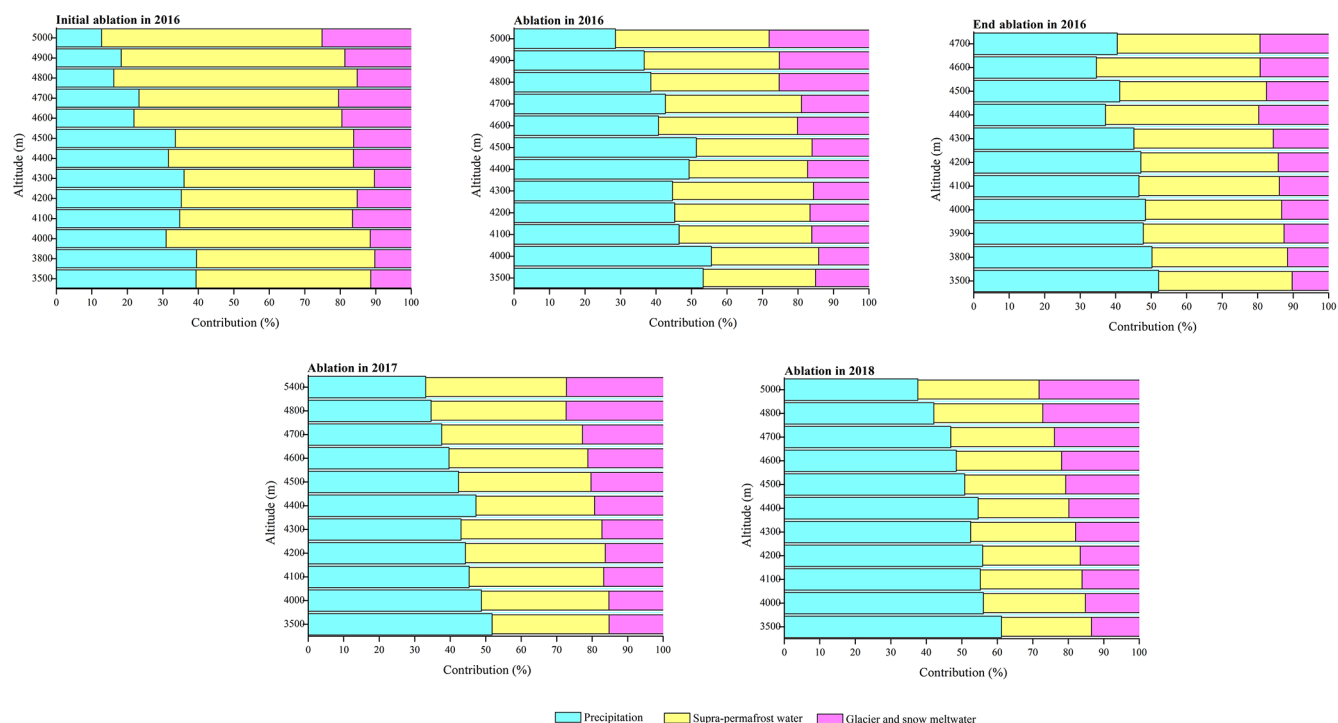 Initial ablation in 2016
Altitude (m)
5000
4900
4800
4700
4600
4500
4400
4300
4200
4100
4000
3800
3500
0 10 20 30 40 50 60 70 80 90 100
Contribution (%)
Ablation in 2016
Altitude (m)
5000
4900
4800
4700
4600
4500
4400
4300
4200
4100
4000
3500
0 10 20 30 40 50 60 70 80 90 100
Contribution (%)
End ablation in 2016
Altitude (m)
4700
4600
4500
4400
4300
4200
4100
4000
3900
3800
3500
0 10 20 30 40 50 60 70 80 90 100
Contribution (%)
Ablation in 2017
Altitude (m)
5400
4800
4700
4600
4500
4400
4300
4200
4100
4000
3500
0 10 20 30 40 50 60 70 80 90 100
Contribution (%)
Ablation in 2018
Altitude (m)
5000
4800
4700
4600
4500
4400
4300
4200
4100
4000
3500
0 10 20 30 40 50 60 70 80 90 100
Contribution (%)
Precipitation Supra-permafrost water Glacier and snow meltwater